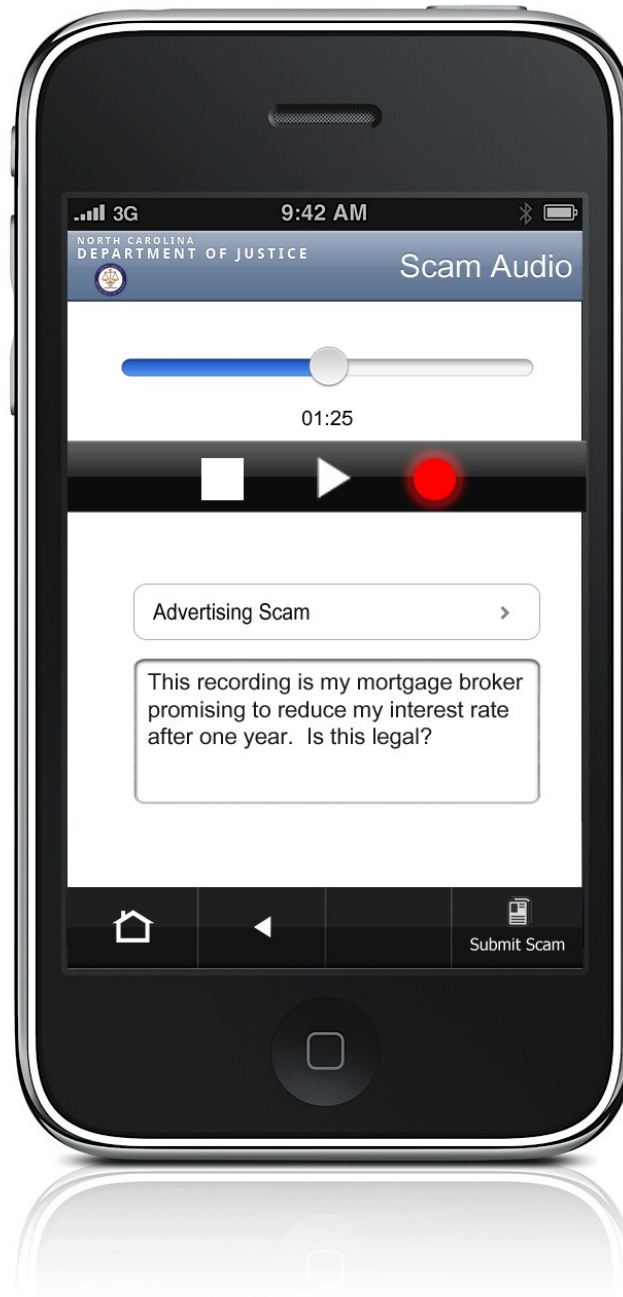 3G 9:42 AM
NORTH CAROLINA
DEPARTMENT OF JUSTICE
Scam Audio
01:25
Advertising Scam
This recording is my mortgage broker
promising to reduce my interest rate
after one year.  Is this legal?
Submit Scam